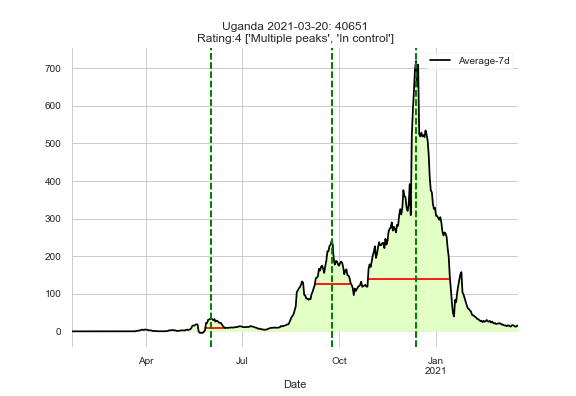 Uganda 2021-03-20: 40651
Rating:4 ['Multiple peaks', 'In control']
Average-7d
700
600
500
400
300
200
100
0
Apr
Jul
Oct
Jan
2021
Date